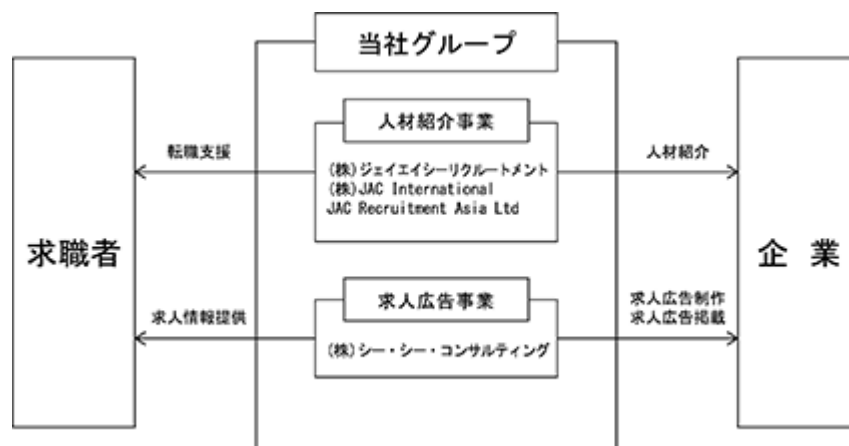 当社グループ
求職者
転職支援
人材紹介事業
(株)ジェイエイシーリクルートメント
(株)JAC International
JAC Recruitment Asia Ltd
人材紹介
企 業
求人情報提供
求人広告事業
(株)シー・シー・コンサルティング
求人広告制作
求人広告掲載